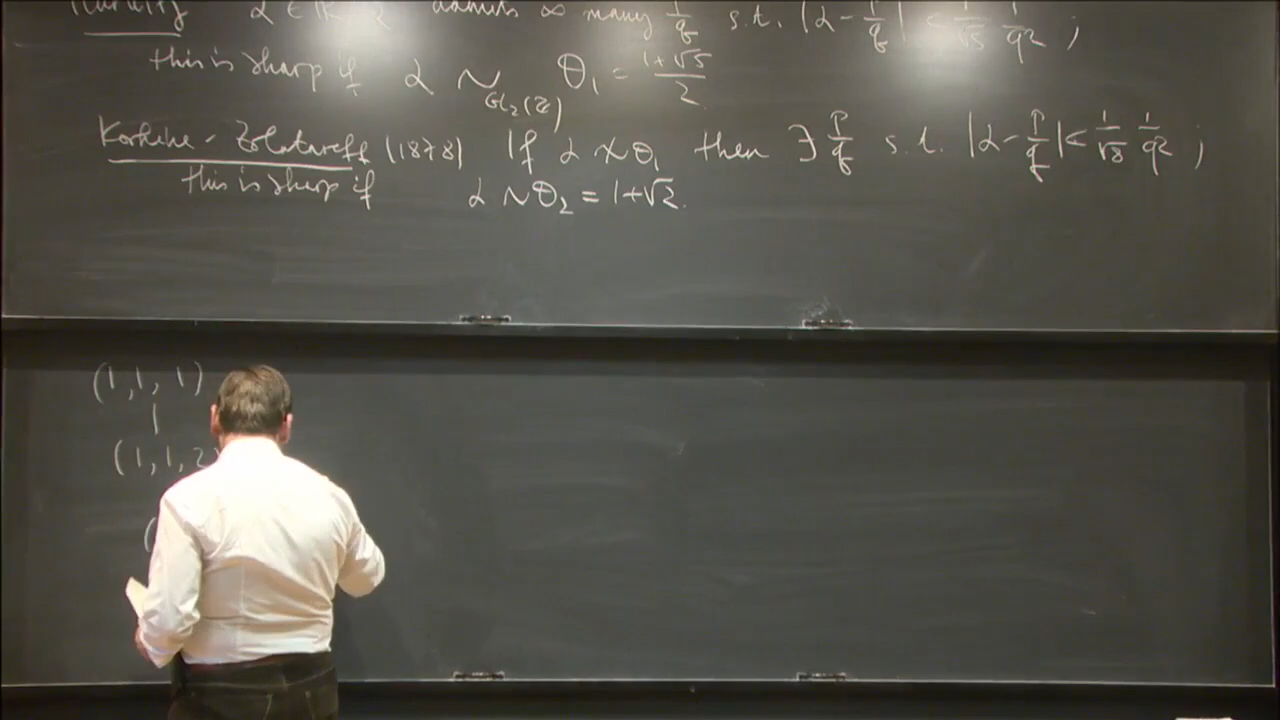 α ∈ ℝ \ admits ∞ many p/q s.t. |α - p/q| < 1/√5 1/q2 ;
this is sharp if α ~GL2(Z) θ1 = (1+√5)/2
Korkine - Zolotareff (1878) If α ≁ θ1 then ∃ p/q s.t. |α - p/q| < 1/√8 1/q2 ;
this is sharp if α ~ θ2 = 1+√2.
(1, 1, 1)
|
(1, 1, 2
(